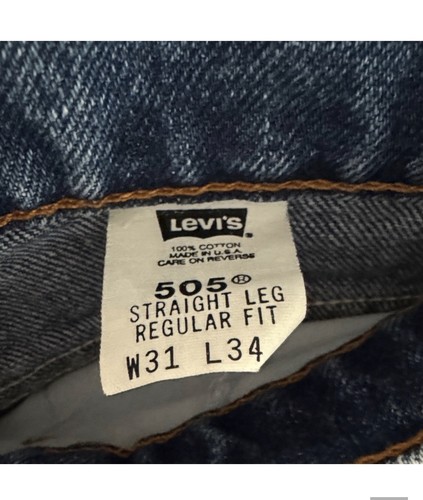 LEVI'S®
100% COTTON
MADE IN U.S.A.
CARE ON REVERSE
505®
STRAIGHT LEG
REGULAR FIT
W31 L34